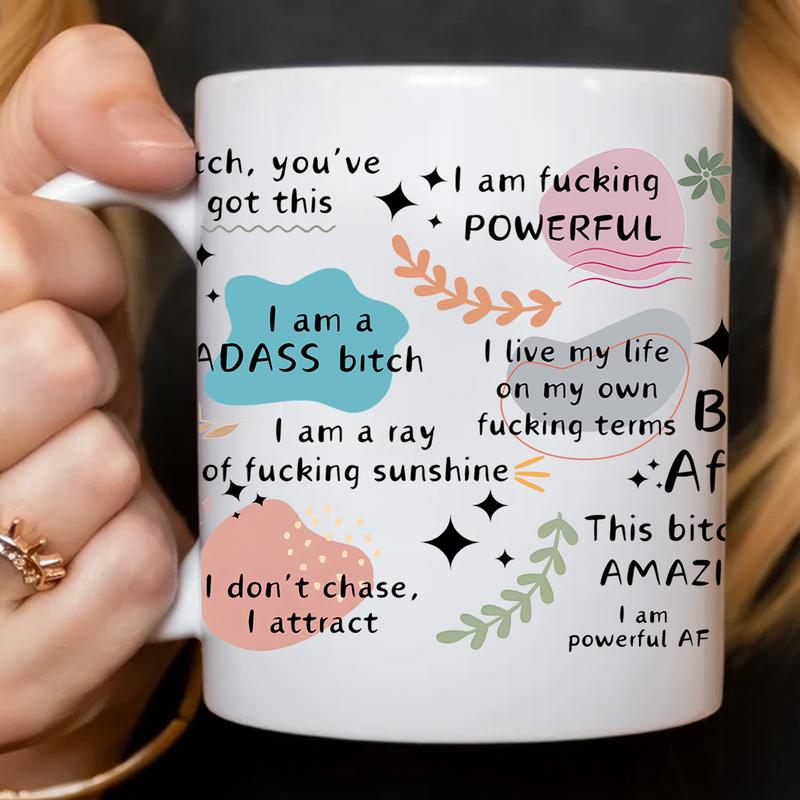 tch, you've
got this
I am fucking
POWERFUL
I am a
ADASS bitch
I live my life
on my own
fucking terms
I am a ray
of fucking sunshine
B
Af
I don't chase,
I attract
This bitc
AMAZI
I am
powerful AF